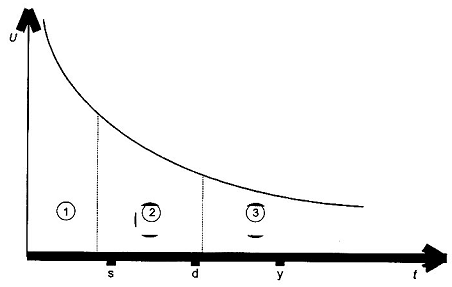 U
① ② ③
s d y t